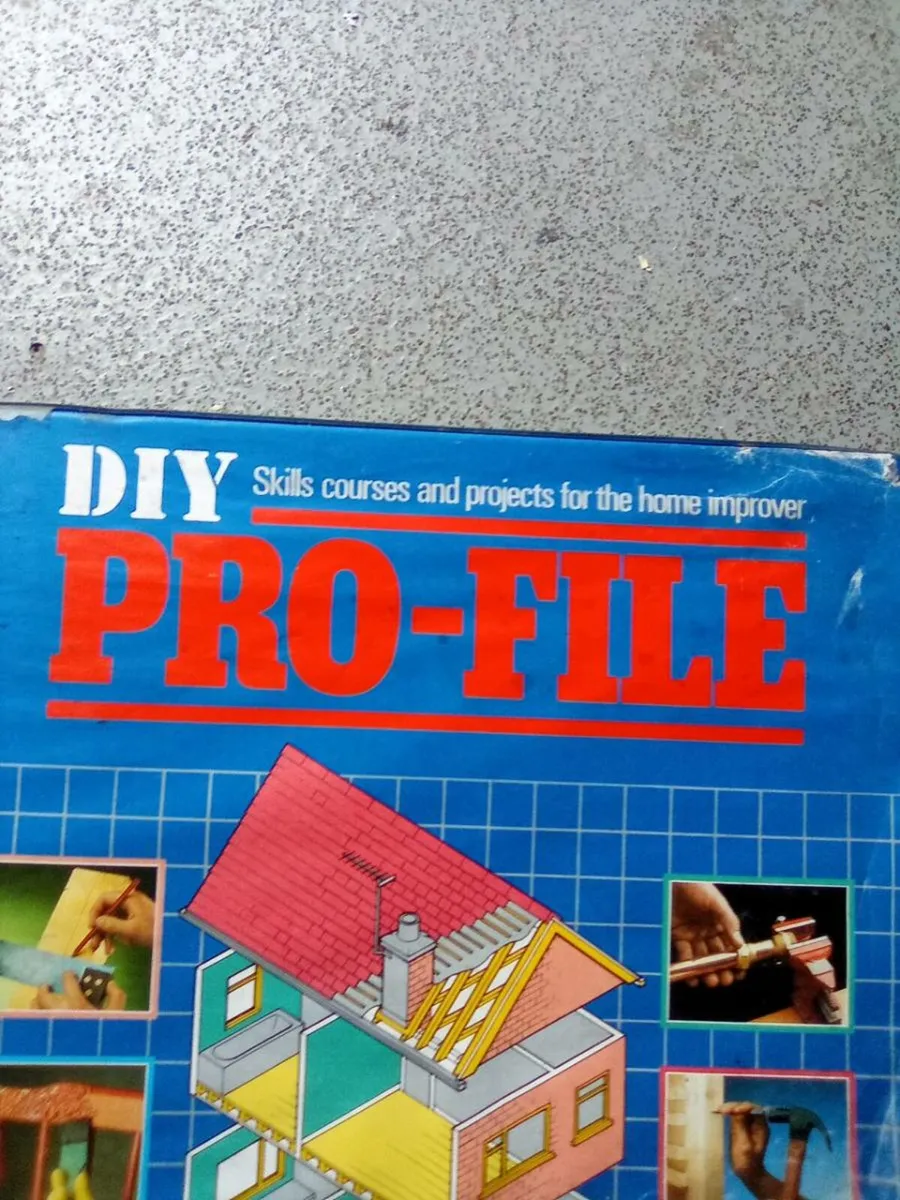 DIY Skills courses and projects for the home improver
PRO-FILE